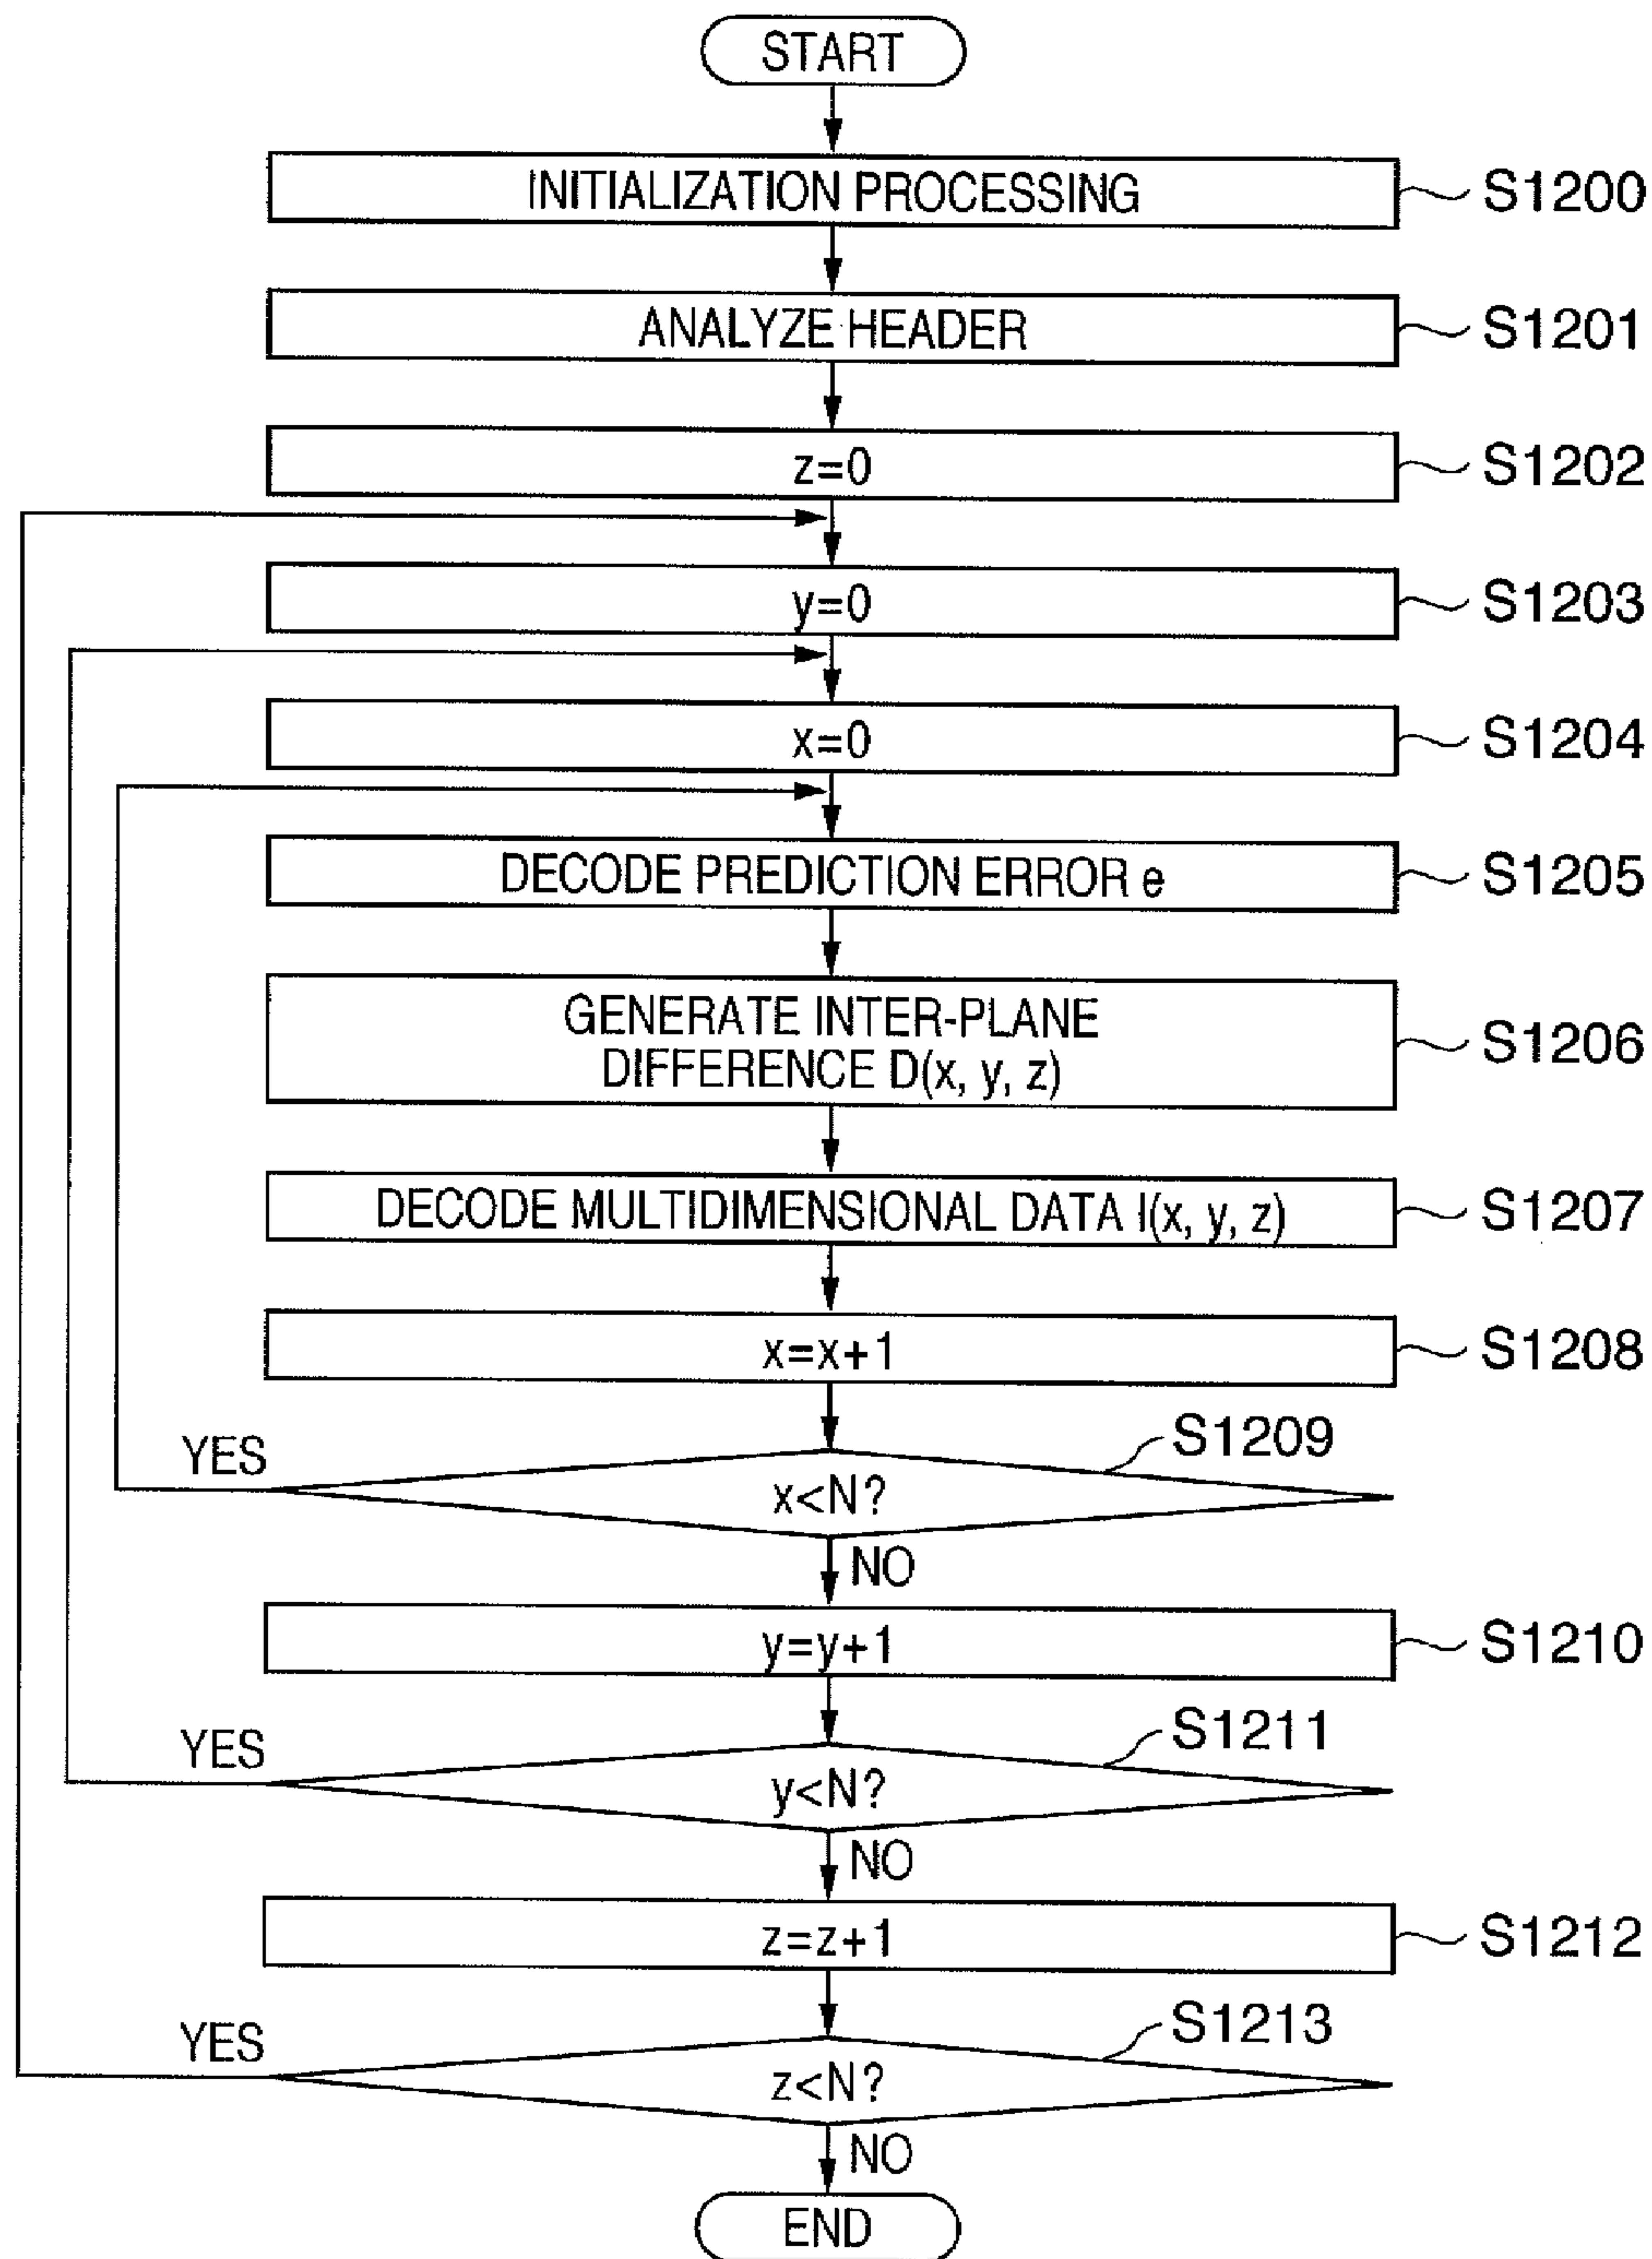 START
INITIALIZATION PROCESSING
S1200
ANALYZE HEADER
S1201
z=0
S1202
y=0
S1203
x=0
S1204
DECODE PREDICTION ERROR e
S1205
GENERATE INTER-PLANE
DIFFERENCE D(x, y, z)
S1206
DECODE MULTIDIMENSIONAL DATA I(x, y, z)
S1207
x=x+1
S1208
S1209
YES
x<N?
NO
y=y+1
S1210
S1211
YES
y<N?
NO
z=z+1
S1212
S1213
YES
z<N?
NO
END